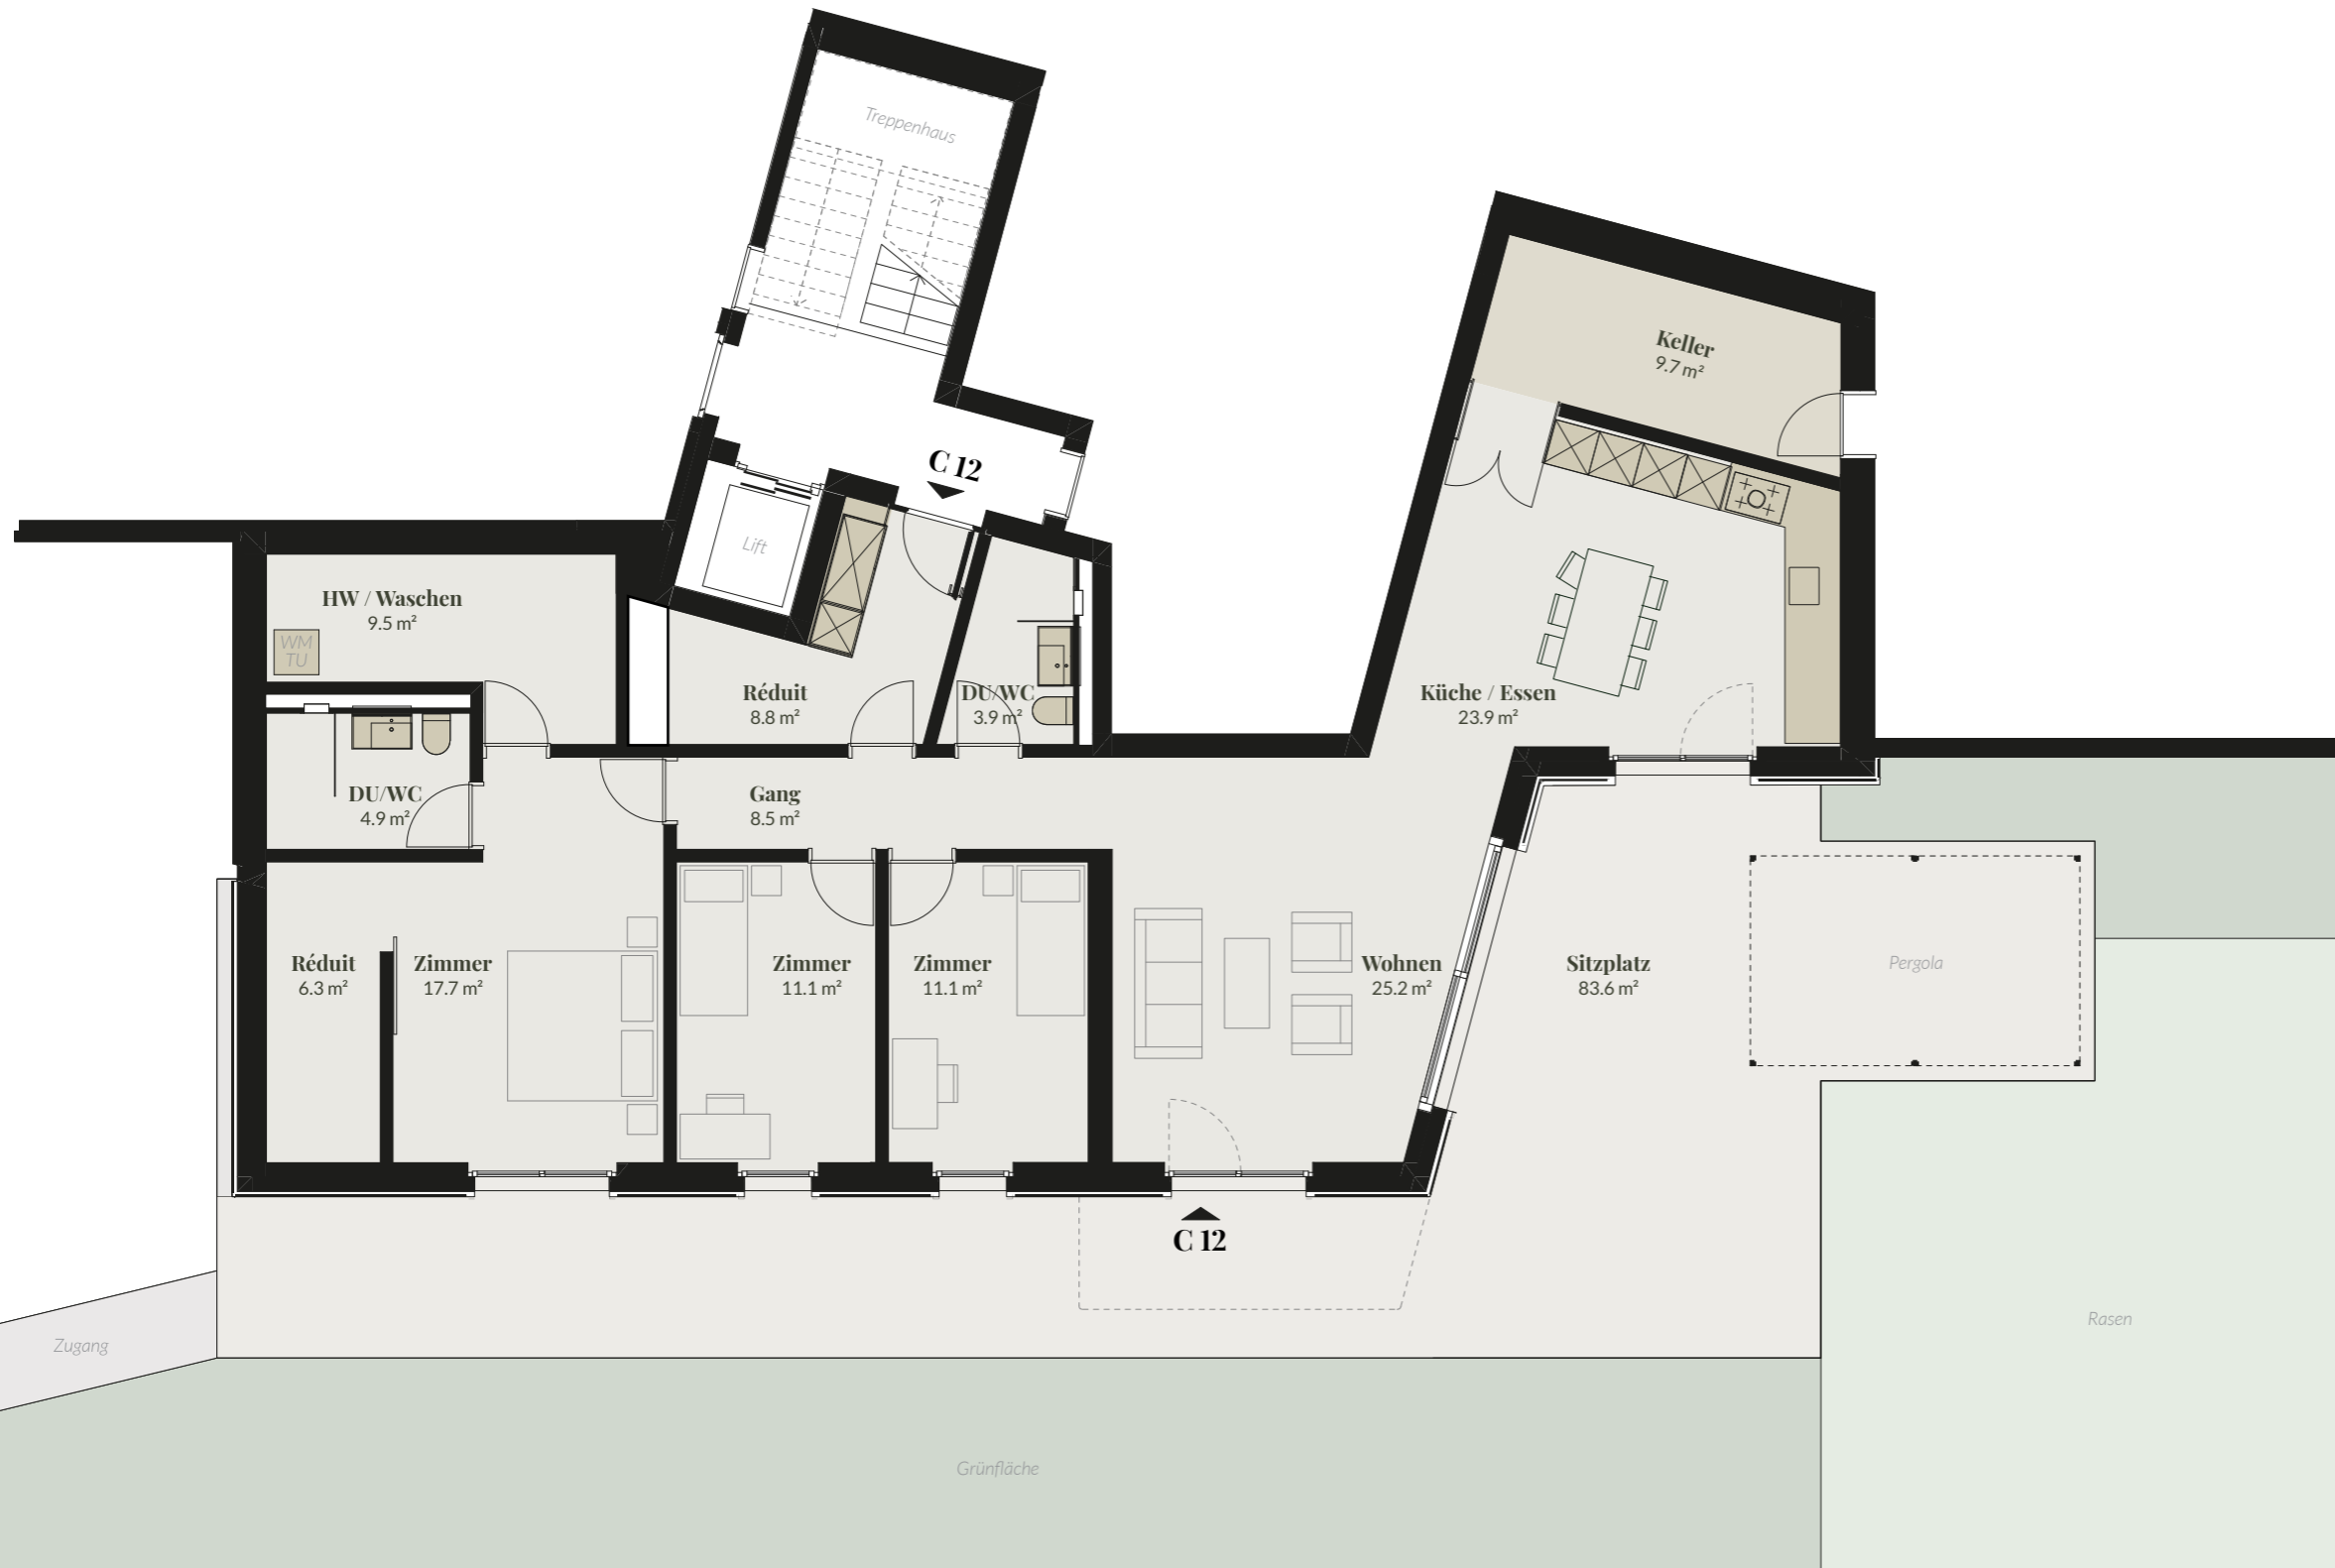 Treppenhaus
Keller
9.7 m²
C 12
Lift
HW / Waschen
9.5 m²
WM
TU
Réduit
8.8 m²
DU/WC
3.9 m²
Küche / Essen
23.9 m²
DU/WC
4.9 m²
Gang
8.5 m²
Réduit
6.3 m²
Zimmer
17.7 m²
Zimmer
11.1 m²
Zimmer
11.1 m²
Wohnen
25.2 m²
Sitzplatz
83.6 m²
Pergola
C 12
Zugang
Rasen
Grünfläche